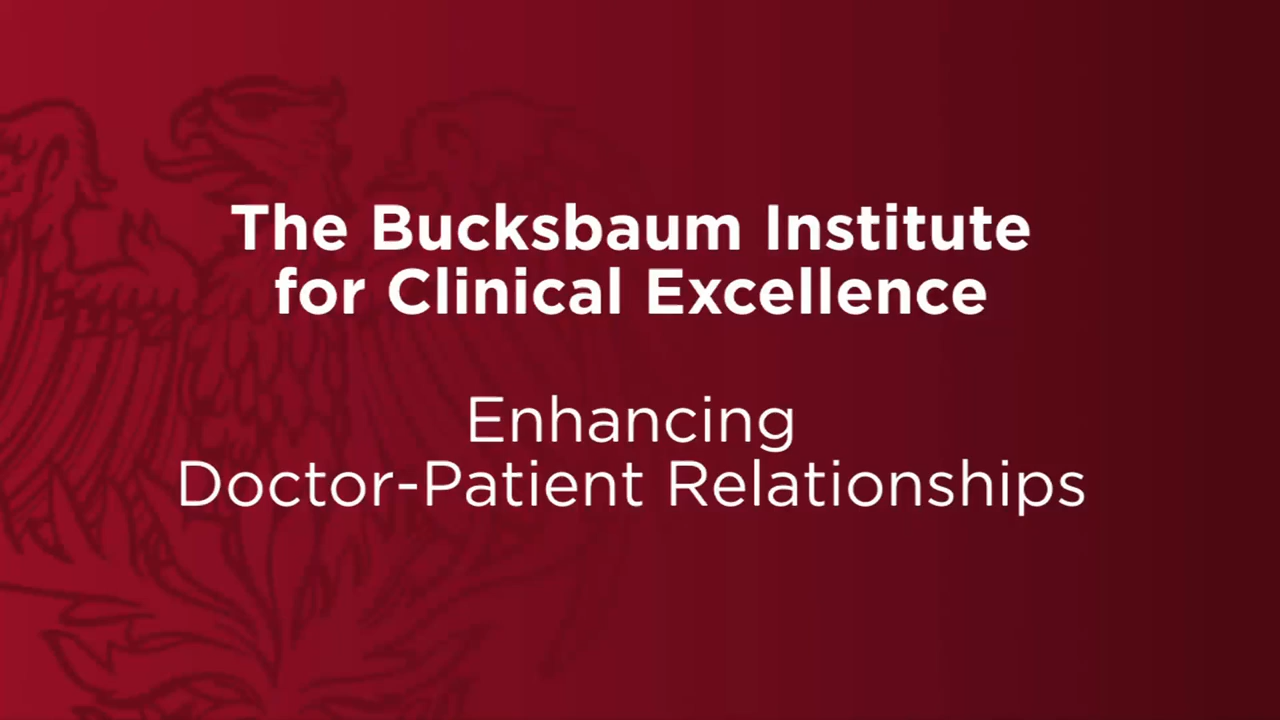 The Bucksbaum Institute
for Clinical Excellence
Enhancing
Doctor-Patient Relationships